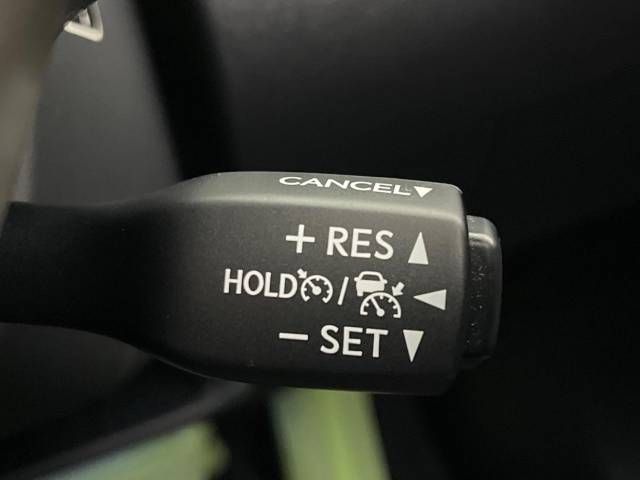 CANCEL▼
+ RES ▲
HOLD / ◀
− SET ▼